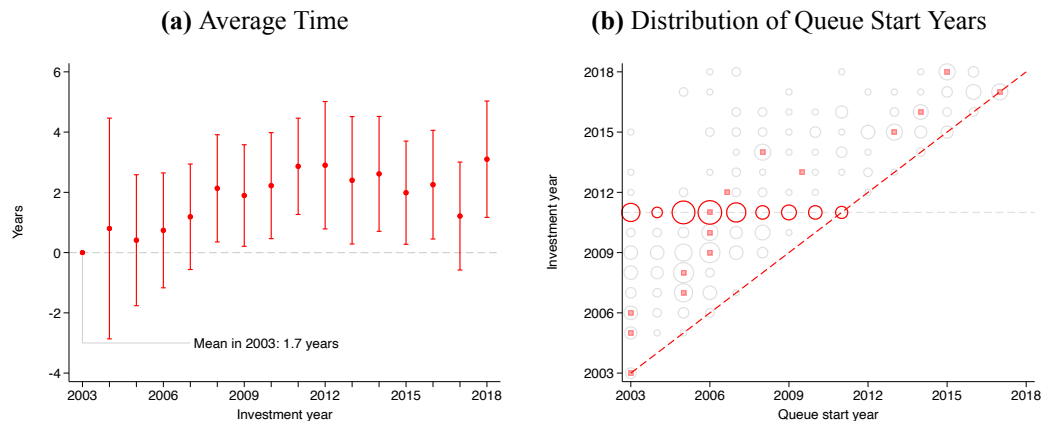 (a) Average Time
6
4
2
0
-2
-4
Years
Mean in 2003: 1.7 years
2003 2006 2009 2012 2015 2018
Investment year
(b) Distribution of Queue Start Years
2018
2015
2012
2009
2006
2003
Investment year
2003 2006 2009 2012 2015 2018
Queue start year